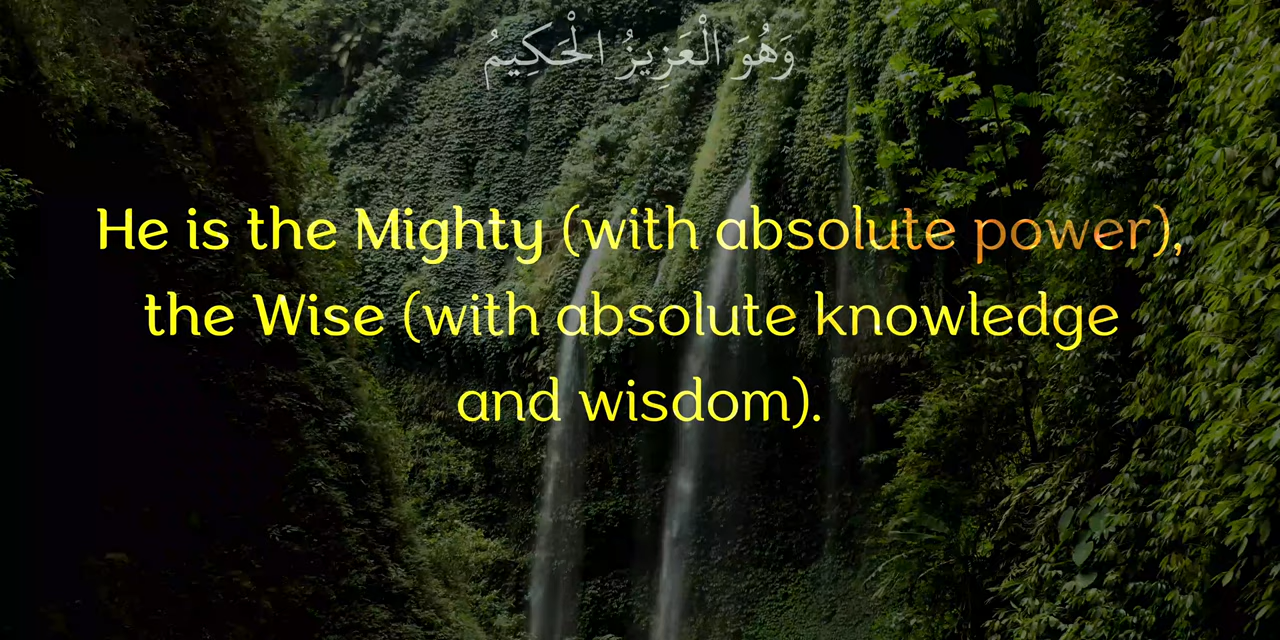 وَهُوَ الْعَزِيزُ الْحَكِيمُ
He is the Mighty (with absolute power),
the Wise (with absolute knowledge
and wisdom).